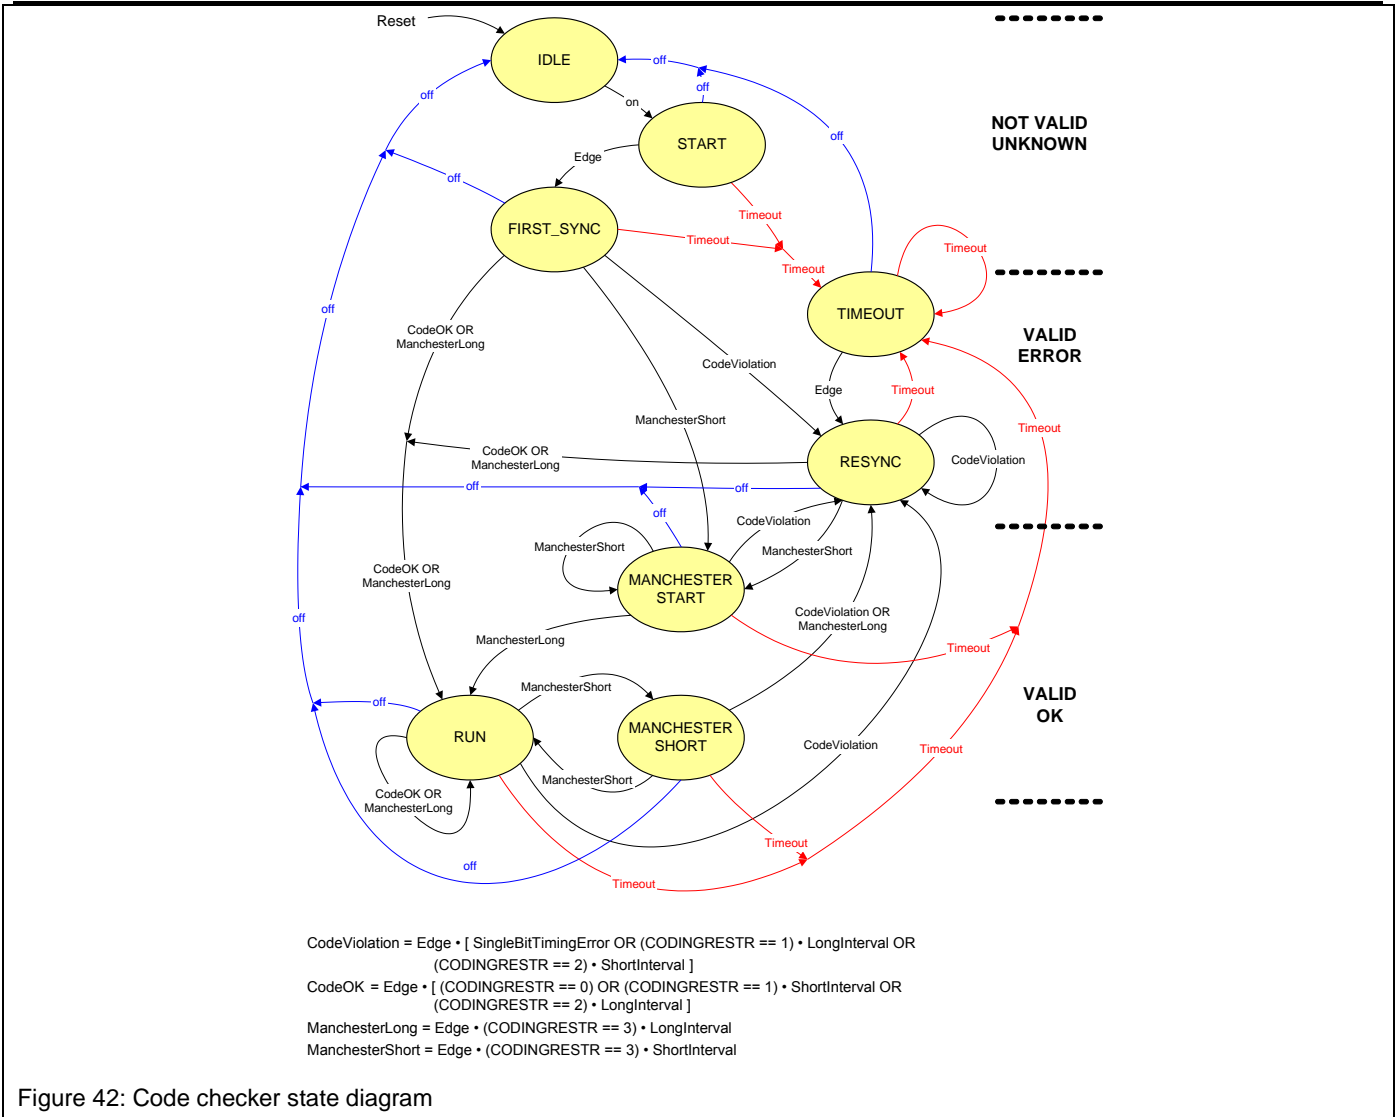 Reset
IDLE
off
off
off
on
off
START
NOT VALID
UNKNOWN
Edge
off
FIRST_SYNC
Timeout
Timeout
Timeout
Timeout
off
TIMEOUT
VALID
ERROR
CodeOK OR
ManchesterLong
CodeViolation
Edge
Timeout
ManchesterShort
Timeout
CodeOK OR
ManchesterLong
RESYNC
CodeViolation
off
off
off
CodeViolation
ManchesterShort
ManchesterShort
CodeOK OR
ManchesterLong
MANCHESTER
START
off
CodeViolation OR
ManchesterLong
ManchesterLong
Timeout
ManchesterShort
off
VALID
OK
RUN
MANCHESTER
SHORT
CodeViolation
Timeout
ManchesterShort
CodeOK OR
ManchesterLong
Timeout
off
Timeout
CodeViolation = Edge • [ SingleBitTimingError OR (CODINGRESTR == 1) • LongInterval OR
(CODINGRESTR == 2) • ShortInterval ]
CodeOK = Edge • [ (CODINGRESTR == 0) OR (CODINGRESTR == 1) • ShortInterval OR
(CODINGRESTR == 2) • LongInterval ]
ManchesterLong = Edge • (CODINGRESTR == 3) • LongInterval
ManchesterShort = Edge • (CODINGRESTR == 3) • ShortInterval
Figure 42: Code checker state diagram